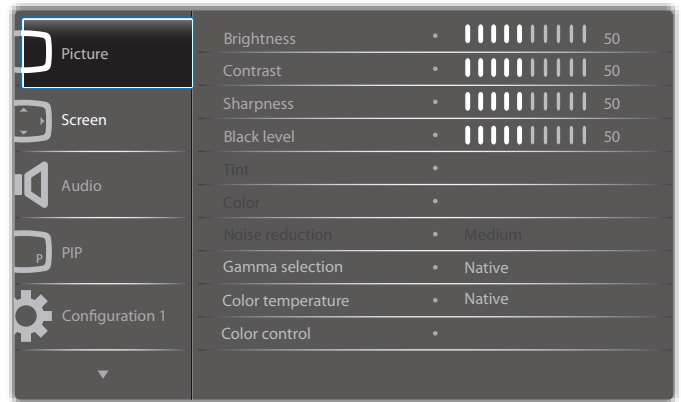 Picture
Screen
Audio
P
PIP
Configuration 1
Brightness 50
Contrast 50
Sharpness 50
Black level 50
Tint
Color
Noise reduction Medium
Gamma selection Native
Color temperature Native
Color control